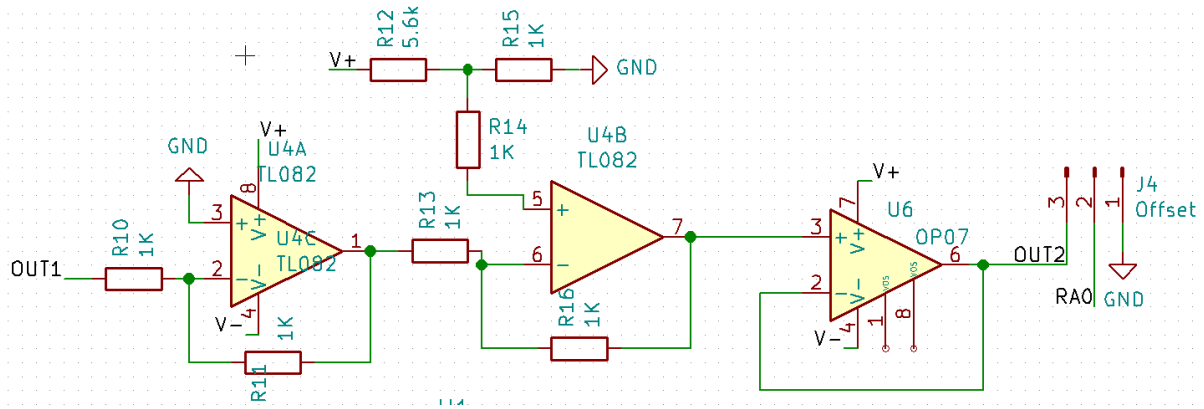 R12
5.6k
R15
1K
V+
GND
R14
1K
U4B
TL082
GND
V+
U4A
TL082
8
3
+
V+
U4C
TL082
1
2
-
V-
4
V-
R10
1K
OUT1
R11
1K
R13
1K
5
+
7
6
-
R16
1K
V+
7
U6
OP07
3
+
V+
6
2
-
V-
4
V-
VOS
1
VOS
8
OUT2
3
2
1
J4
Offset
RA0
GND